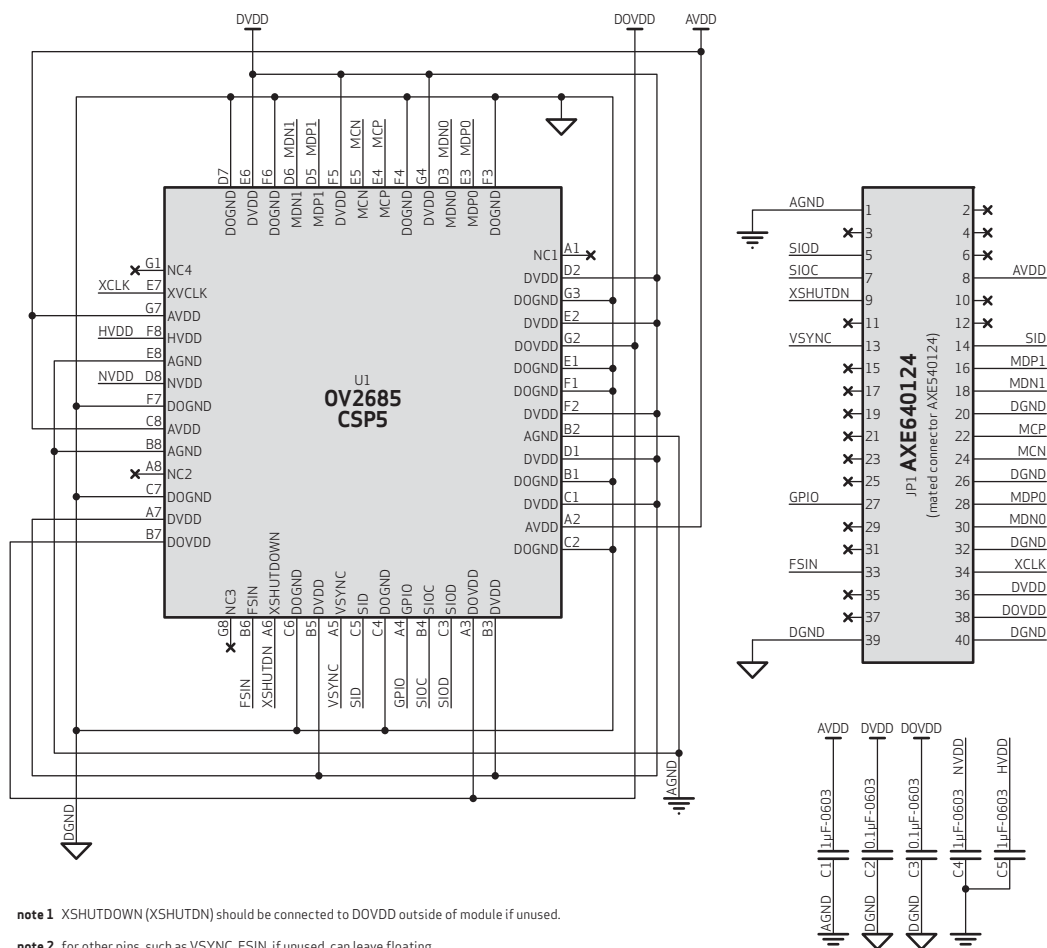 DVDD
DOVDD
AVDD
D7
E6
F6
D6 MDN1
D5 MDP1
F5
E5 MCN
E4 MCP
F4
G4
D3 MDN0
E3 MDP0
F3
DOGND
DVDD
DOGND
MDN1
MDP1
DVDD
MCN
MCP
DOGND
DVDD
MDN0
MDP0
DOGND
G1 NC4
XCLK E7 XVCLK
G7 AVDD
HVDD F8 HVDD
E8 AGND
NVDD D8 NVDD
F7 DOGND
C8 AVDD
B8 AGND
A8 NC2
C7 DOGND
A7 DVDD
B7 DOVDD
U1
OV2685
CSP5
NC1 A1
DVDD D2
DOGND G3
DVDD E2
DOVDD G2
DOGND E1
DOGND F1
DVDD F2
AGND B2
DVDD D1
DOGND B1
DVDD C1
AVDD A2
DOGND C2
NC3
FSIN
XSHUTDOWN
DOGND
DVDD
VSYNC
SID
DOGND
GPIO
SIOC
SIOD
DOVDD
DVDD
G8
B6
A6
C6
B5
A5
C5
C4
A4
B4
C3
A3
B3
FSIN
XSHUTDN
VSYNC
SID
GPIO
SIOC
SIOD
AGND
DGND
AGND 1
3
SIOD 5
SIOC 7
XSHUTDN 9
11
VSYNC 13
15
17
19
21
23
25
GPIO 27
29
31
FSIN 33
35
37
DGND 39
JP1 AXE640124
(mated connector AXE540124)
2
4
6
8 AVDD
10
12
14 SID
16 MDP1
18 MDN1
20 DGND
22 MCP
24 MCN
26 DGND
28 MDP0
30 MDN0
32 DGND
34 XCLK
36 DVDD
38 DOVDD
40 DGND
AVDD
DVDD
DOVDD
AGND C1 1µF-0603
DGND C2 0.1µF-0603
DGND C3 0.1µF-0603
C4 1µF-0603 NVDD
C5 1µF-0603 HVDD
note 1 XSHUTDOWN (XSHUTDN) should be connected to DOVDD outside of module if unused.
note 2 for other pins, such as VSYNC, FSIN, if unused, can leave floating